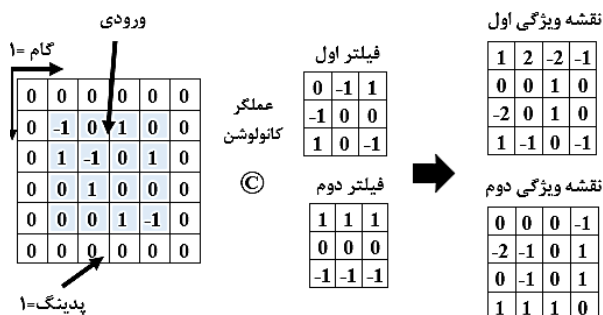 ورودی
گام =۱
0 0 0 0 0 0
0 -1 0 1 0 0
0 1 -1 0 1 0
0 0 1 0 0 0
0 0 0 1 -1 0
0 0 0 0 0 0
پدینگ=۱
عملگر
کانولوشن
©
فیلتر اول
0 -1 1
-1 0 0
1 0 -1
فیلتر دوم
1 1 1
0 0 0
-1 -1 -1
نقشه ویژگی اول
1 2 -2 -1
0 0 1 0
-2 0 1 0
1 -1 0 -1
نقشه ویژگی دوم
0 0 0 -1
-2 -1 0 1
0 -1 0 1
1 1 1 0